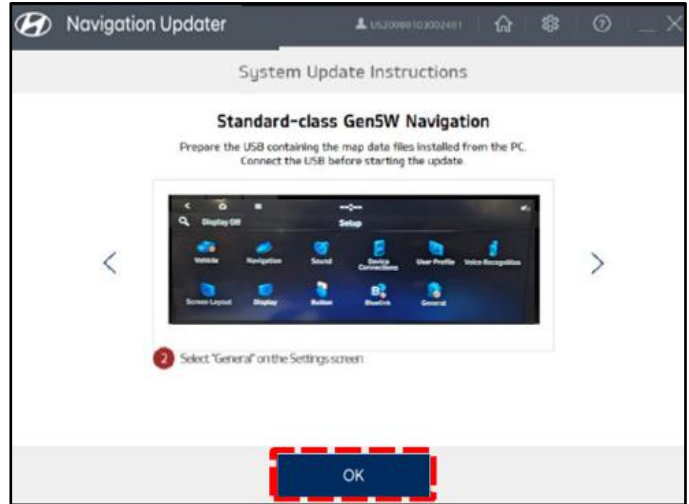 Navigation Updater
System Update Instructions
Standard-class Gen5W Navigation
Prepare the USB containing the map data files installed from the PC.
Connect the USB before starting the update.
Display Off
Setup
Vehicle Navigation Sound Device Connections User Profile Voice Recognition
Screen Layout Display Button Bluelink General
2 Select "General" on the Settings screen
OK